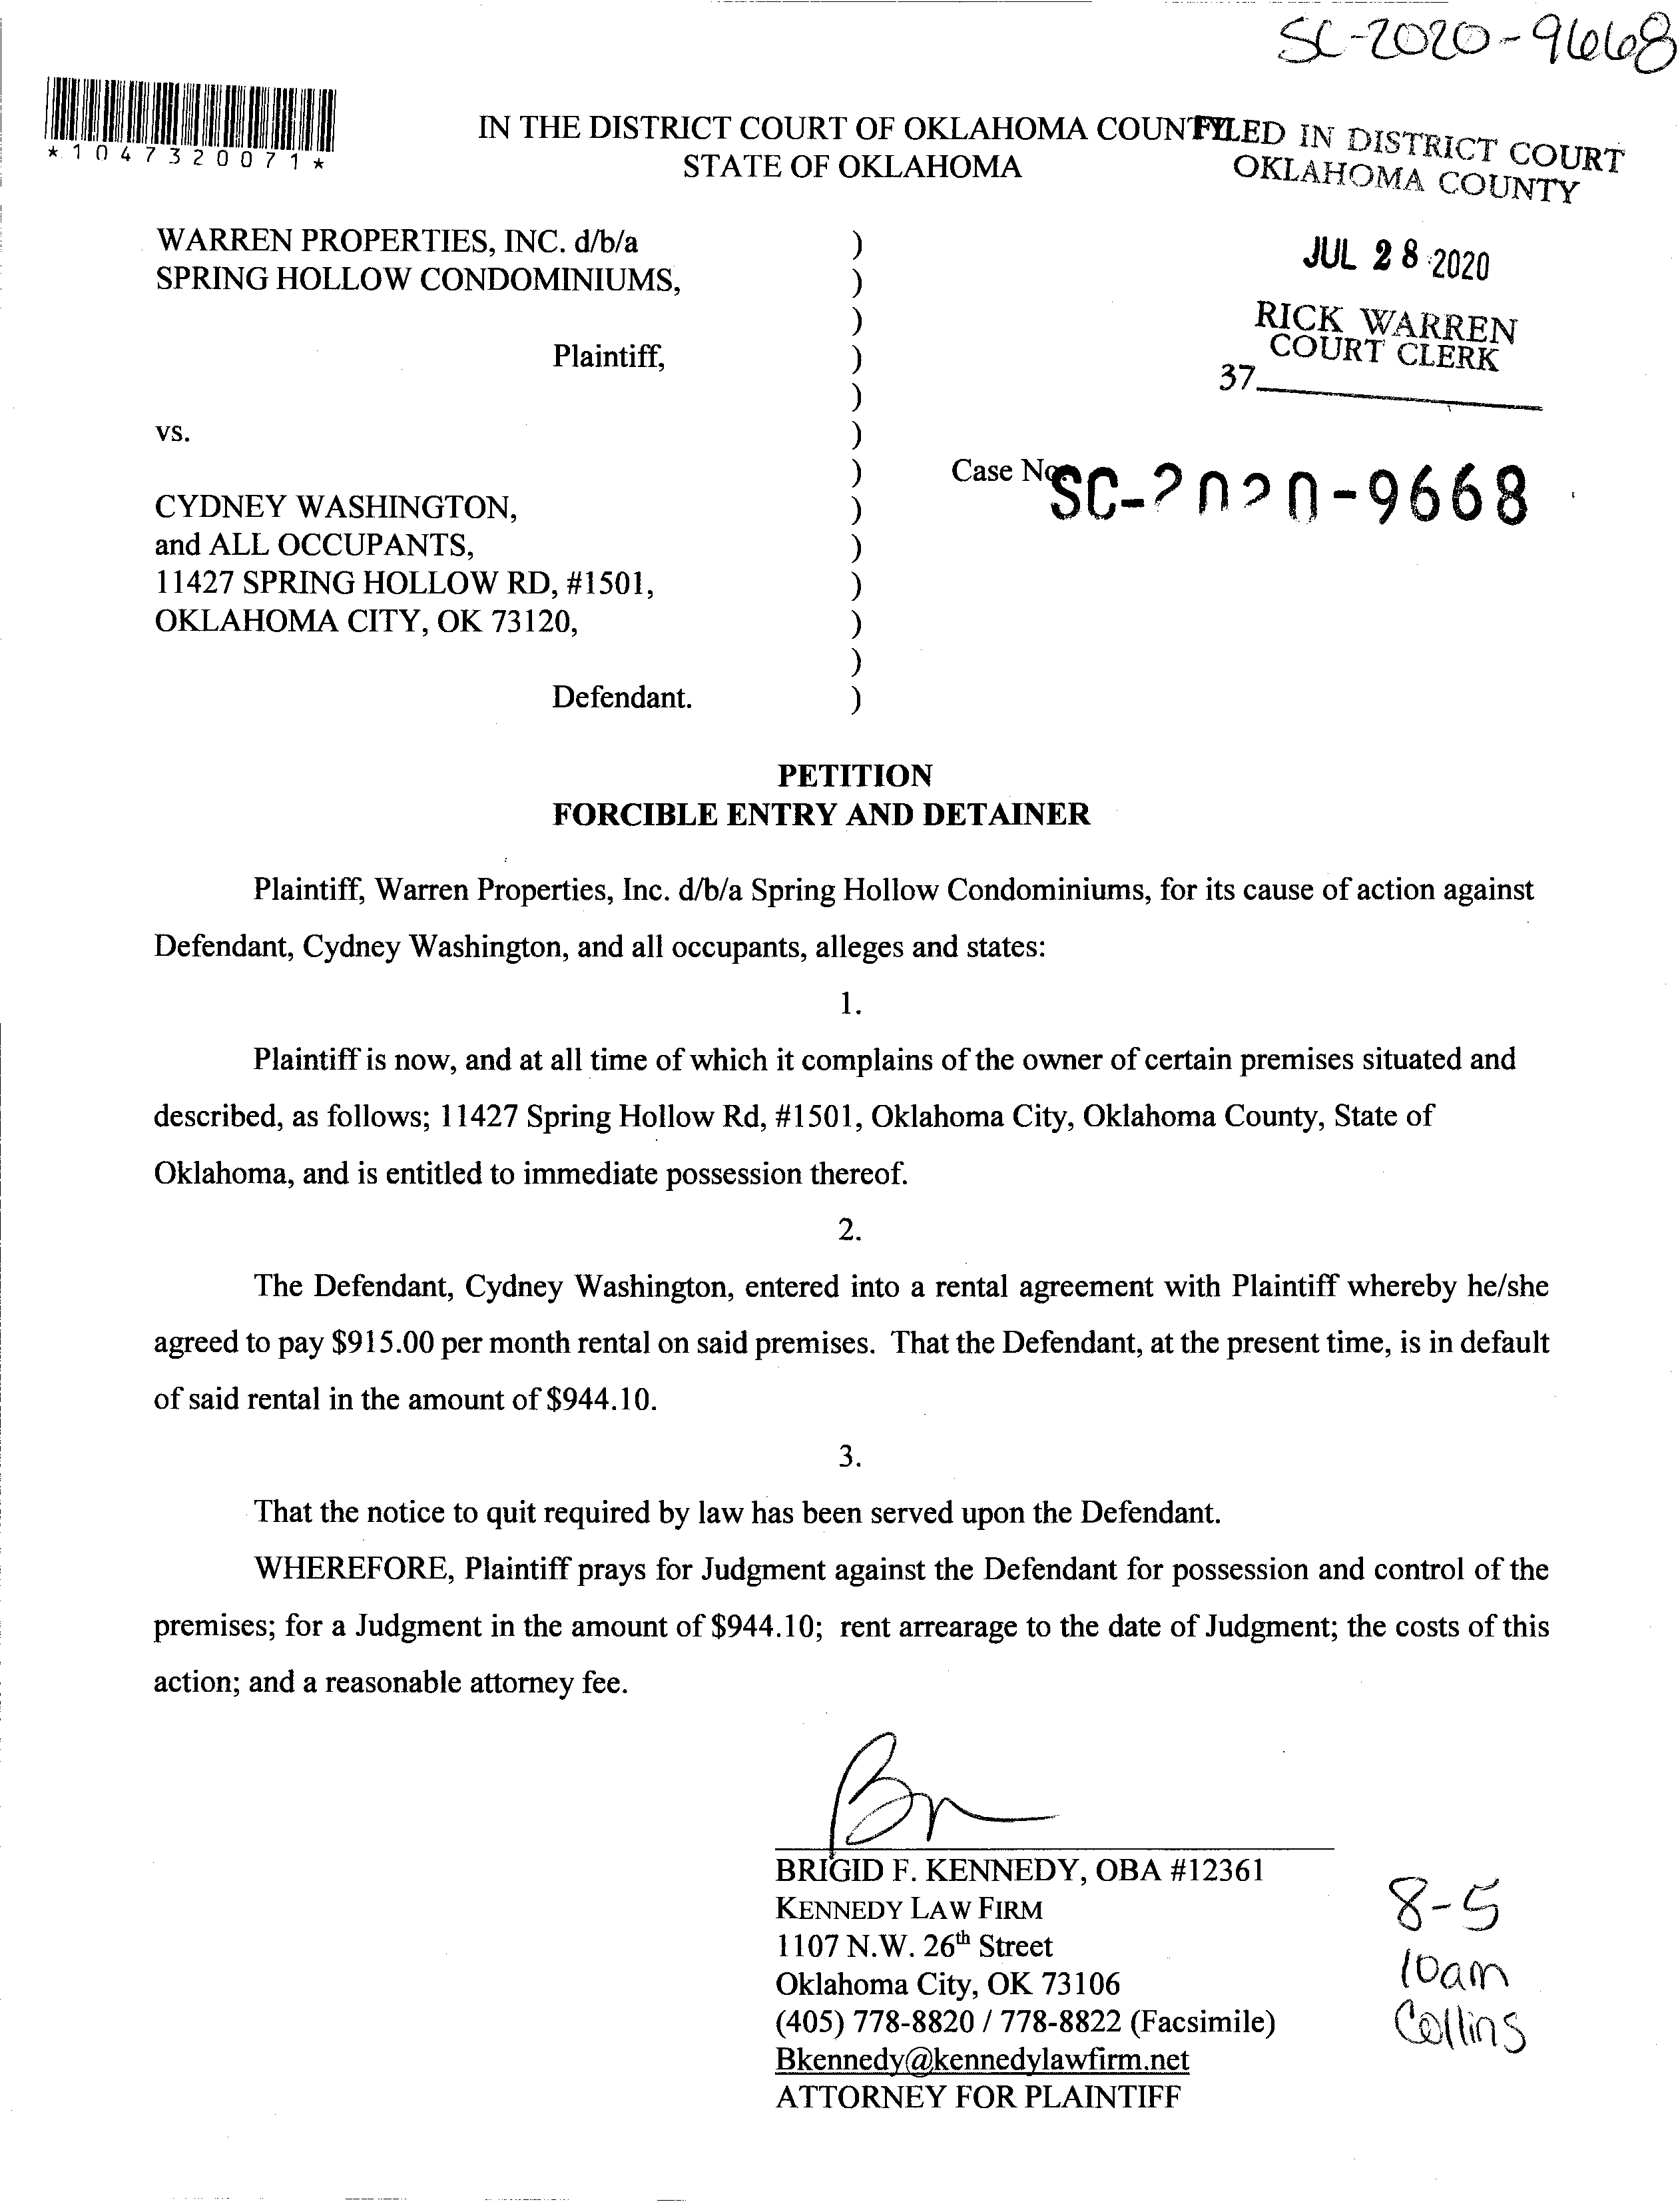 SC-2020-9668
*1047320071*
IN THE DISTRICT COURT OF OKLAHOMA COUNTY
STATE OF OKLAHOMA
FILED IN DISTRICT COURT
OKLAHOMA COUNTY
JUL 28 2020
RICK WARREN
COURT CLERK
37
WARREN PROPERTIES, INC. d/b/a )
SPRING HOLLOW CONDOMINIUMS, )
)
Plaintiff, )
)
vs. )
) Case No. SC-2020-9668
CYDNEY WASHINGTON, )
and ALL OCCUPANTS, )
11427 SPRING HOLLOW RD, #1501, )
OKLAHOMA CITY, OK 73120, )
)
Defendant. )
PETITION
FORCIBLE ENTRY AND DETAINER
Plaintiff, Warren Properties, Inc. d/b/a Spring Hollow Condominiums, for its cause of action against
Defendant, Cydney Washington, and all occupants, alleges and states:
1.
Plaintiff is now, and at all time of which it complains of the owner of certain premises situated and
described, as follows; 11427 Spring Hollow Rd, #1501, Oklahoma City, Oklahoma County, State of
Oklahoma, and is entitled to immediate possession thereof.
2.
The Defendant, Cydney Washington, entered into a rental agreement with Plaintiff whereby he/she
agreed to pay $915.00 per month rental on said premises. That the Defendant, at the present time, is in default
of said rental in the amount of $944.10.
3.
That the notice to quit required by law has been served upon the Defendant.
WHEREFORE, Plaintiff prays for Judgment against the Defendant for possession and control of the
premises; for a Judgment in the amount of $944.10; rent arrearage to the date of Judgment; the costs of this
action; and a reasonable attorney fee.
BRIGID F. KENNEDY, OBA #12361
KENNEDY LAW FIRM
1107 N.W. 26th Street
Oklahoma City, OK 73106
(405) 778-8820 / 778-8822 (Facsimile)
Bkennedy@kennedylawfirm.net
ATTORNEY FOR PLAINTIFF
8-5
10am
Collins